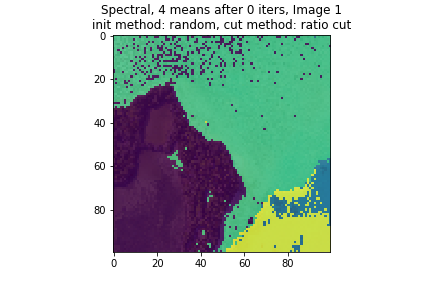 Spectral, 4 means after 0 iters, Image 1
init method: random, cut method: ratio cut
0
20
40
60
80
0 20 40 60 80